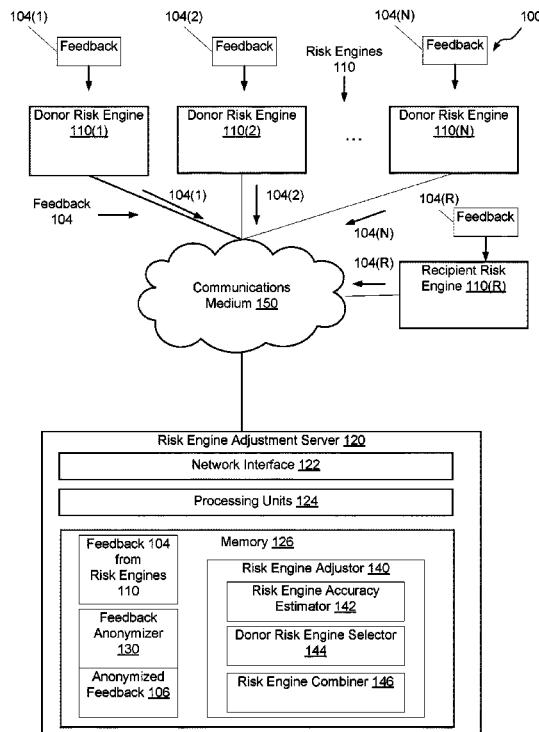 104(1)
104(2)
104(N)
100
Feedback
Feedback
Feedback
Risk Engines
110
Donor Risk Engine
110(1)
Donor Risk Engine
110(2)
...
Donor Risk Engine
110(N)
Feedback
104
104(1)
104(2)
104(N)
104(R)
Feedback
104(R)
Communications
Medium 150
Recipient Risk
Engine 110(R)
Risk Engine Adjustment Server 120
Network Interface 122
Processing Units 124
Memory 126
Feedback 104
from
Risk Engines
110
Feedback
Anonymizer
130
Anonymized
Feedback 106
Risk Engine Adjustor 140
Risk Engine Accuracy
Estimator 142
Donor Risk Engine Selector
144
Risk Engine Combiner 146